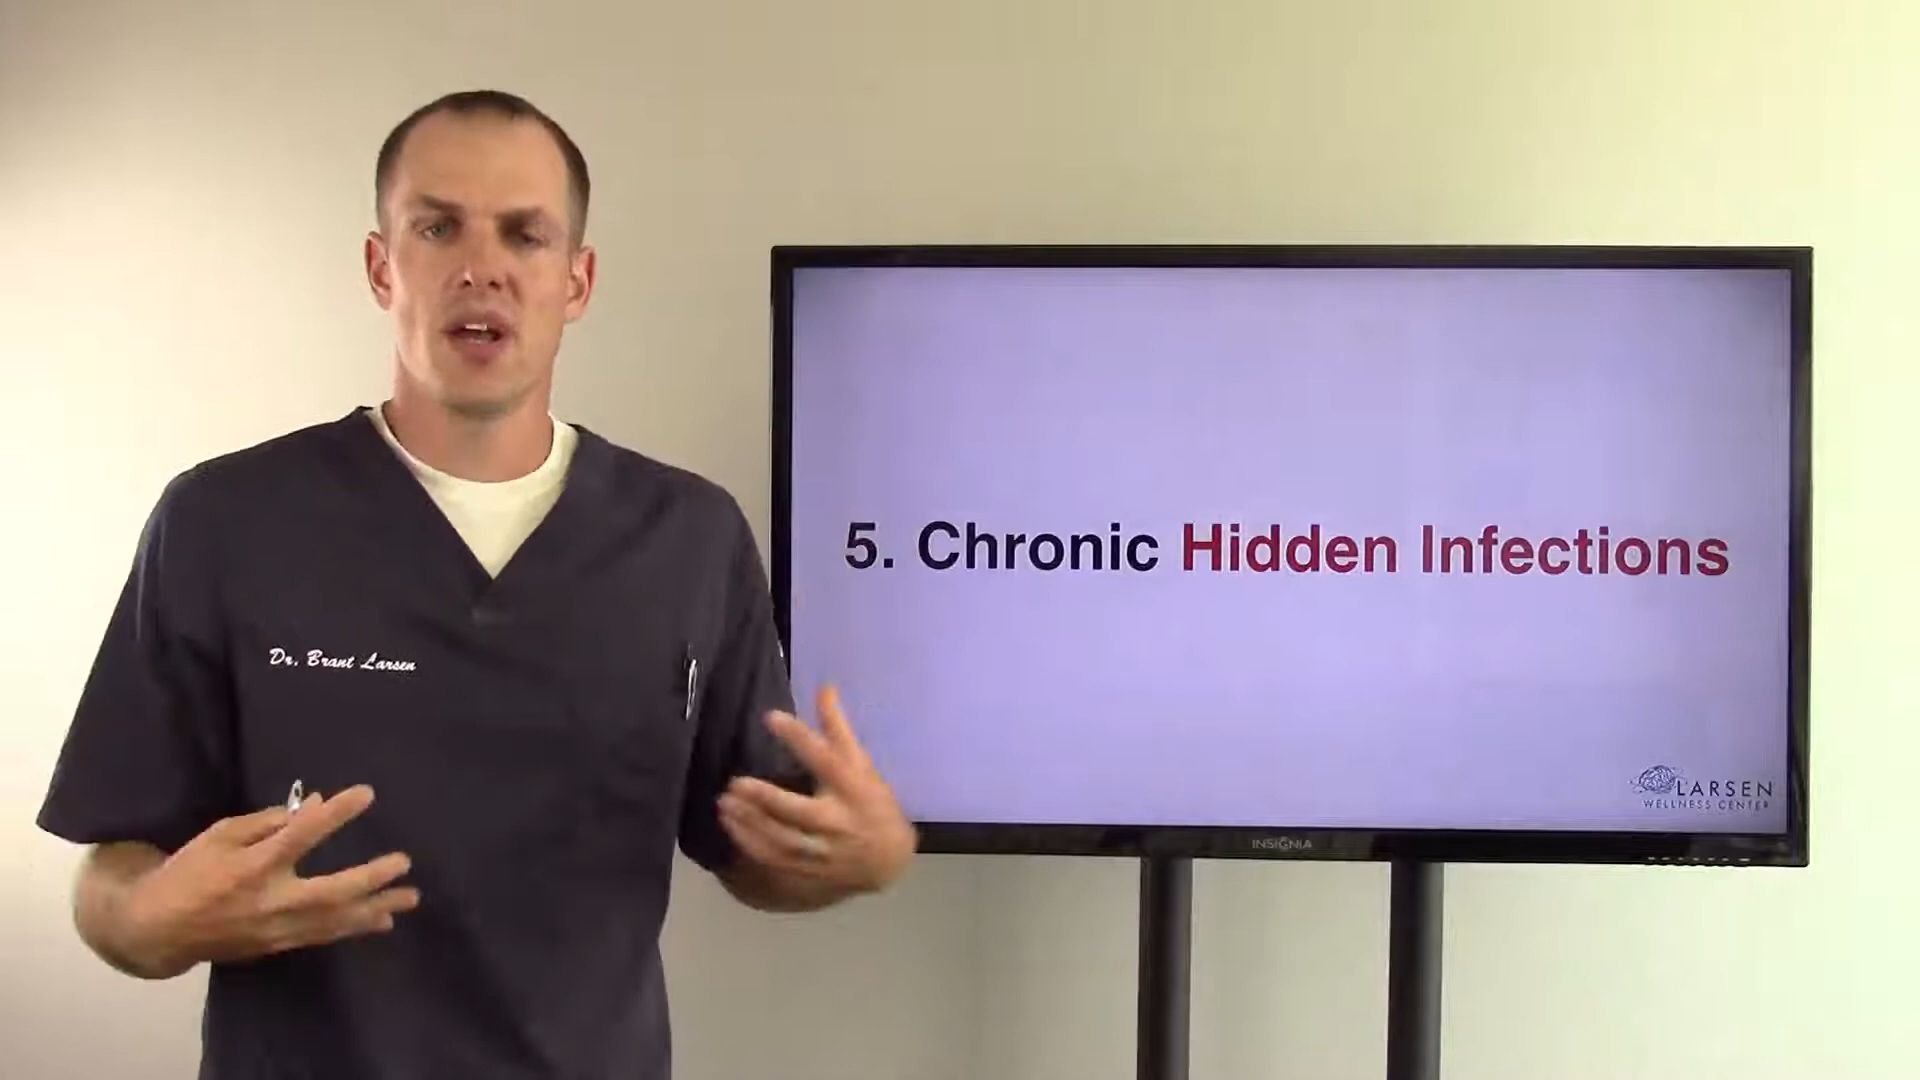 Dr. Brant Larsen
5. Chronic Hidden Infections
LARSEN
WELLNESS CENTER
INSIGNIA